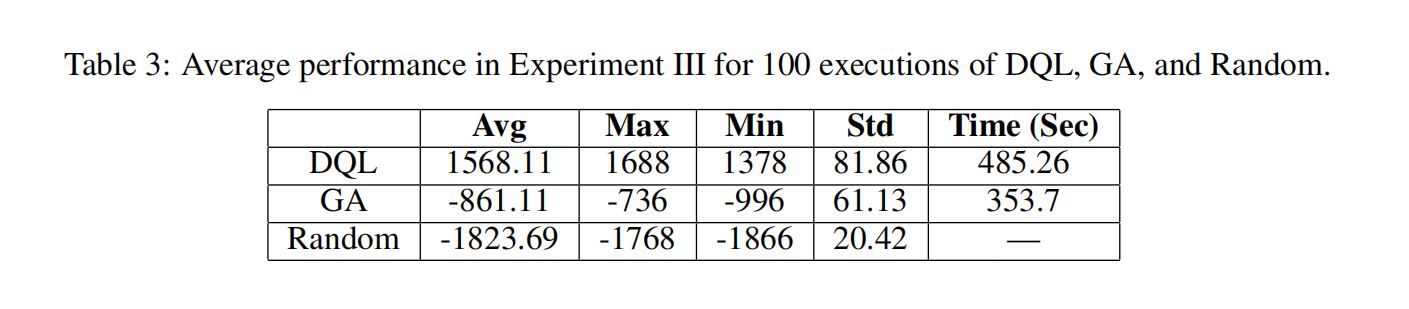 Table 3: Average performance in Experiment III for 100 executions of DQL, GA, and Random.
Avg Max Min Std Time (Sec)
DQL 1568.11 1688 1378 81.86 485.26
GA -861.11 -736 -996 61.13 353.7
Random -1823.69 -1768 -1866 20.42 —